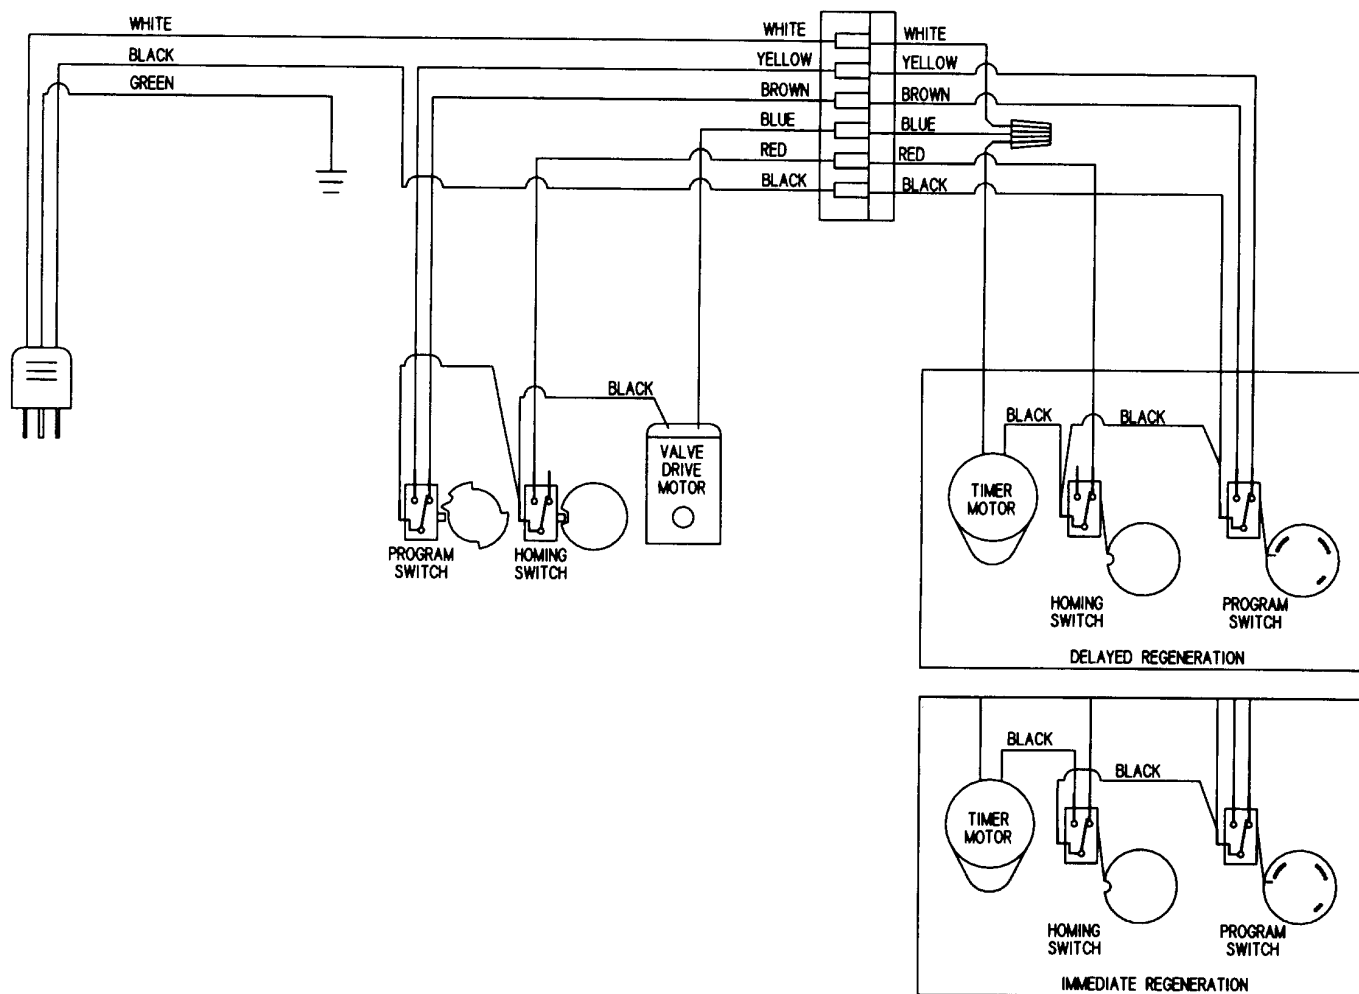 WHITE
BLACK
GREEN
WHITE
YELLOW
BROWN
BLUE
RED
BLACK
WHITE
YELLOW
BROWN
BLUE
RED
BLACK
BLACK
VALVE
DRIVE
MOTOR
PROGRAM
SWITCH
HOMING
SWITCH
BLACK
BLACK
TIMER
MOTOR
HOMING
SWITCH
PROGRAM
SWITCH
DELAYED REGENERATION
BLACK
BLACK
TIMER
MOTOR
HOMING
SWITCH
PROGRAM
SWITCH
IMMEDIATE REGENERATION